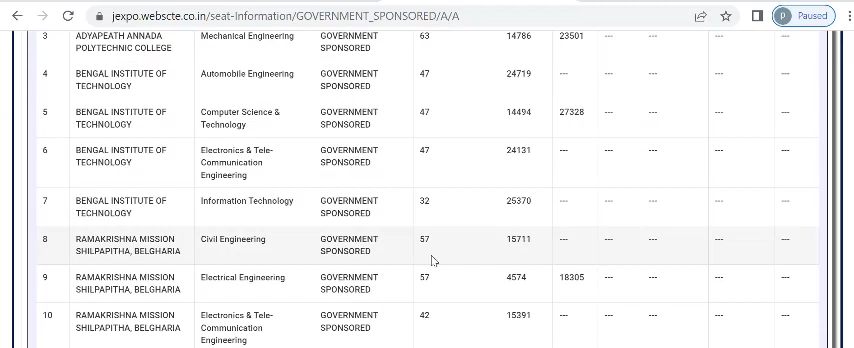 jexpo.webscte.co.in/seat-Information/GOVERNMENT_SPONSORED/A/A
P Paused
3 ADYAPEATH ANNADA Mechanical Engineering GOVERNMENT 63 14786 23501 --- --- --- ---
POLYTECHNIC COLLEGE SPONSORED
4 BENGAL INSTITUTE OF Automobile Engineering GOVERNMENT 47 24719 --- --- --- --- ---
TECHNOLOGY SPONSORED
5 BENGAL INSTITUTE OF Computer Science & GOVERNMENT 47 14494 27328 --- --- --- ---
TECHNOLOGY Technology SPONSORED
6 BENGAL INSTITUTE OF Electronics & Tele- GOVERNMENT 47 24131 --- --- --- --- ---
TECHNOLOGY Communication SPONSORED
Engineering
7 BENGAL INSTITUTE OF Information Technology GOVERNMENT 32 25370 --- --- --- --- ---
TECHNOLOGY SPONSORED
8 RAMAKRISHNA MISSION Civil Engineering GOVERNMENT 57 15711 --- --- --- --- ---
SHILPAPITHA, BELGHARIA SPONSORED
9 RAMAKRISHNA MISSION Electrical Engineering GOVERNMENT 57 4574 18305 --- --- --- ---
SHILPAPITHA, BELGHARIA SPONSORED
10 RAMAKRISHNA MISSION Electronics & Tele- GOVERNMENT 42 15391 --- --- --- --- ---
SHILPAPITHA, BELGHARIA Communication SPONSORED
Engineering